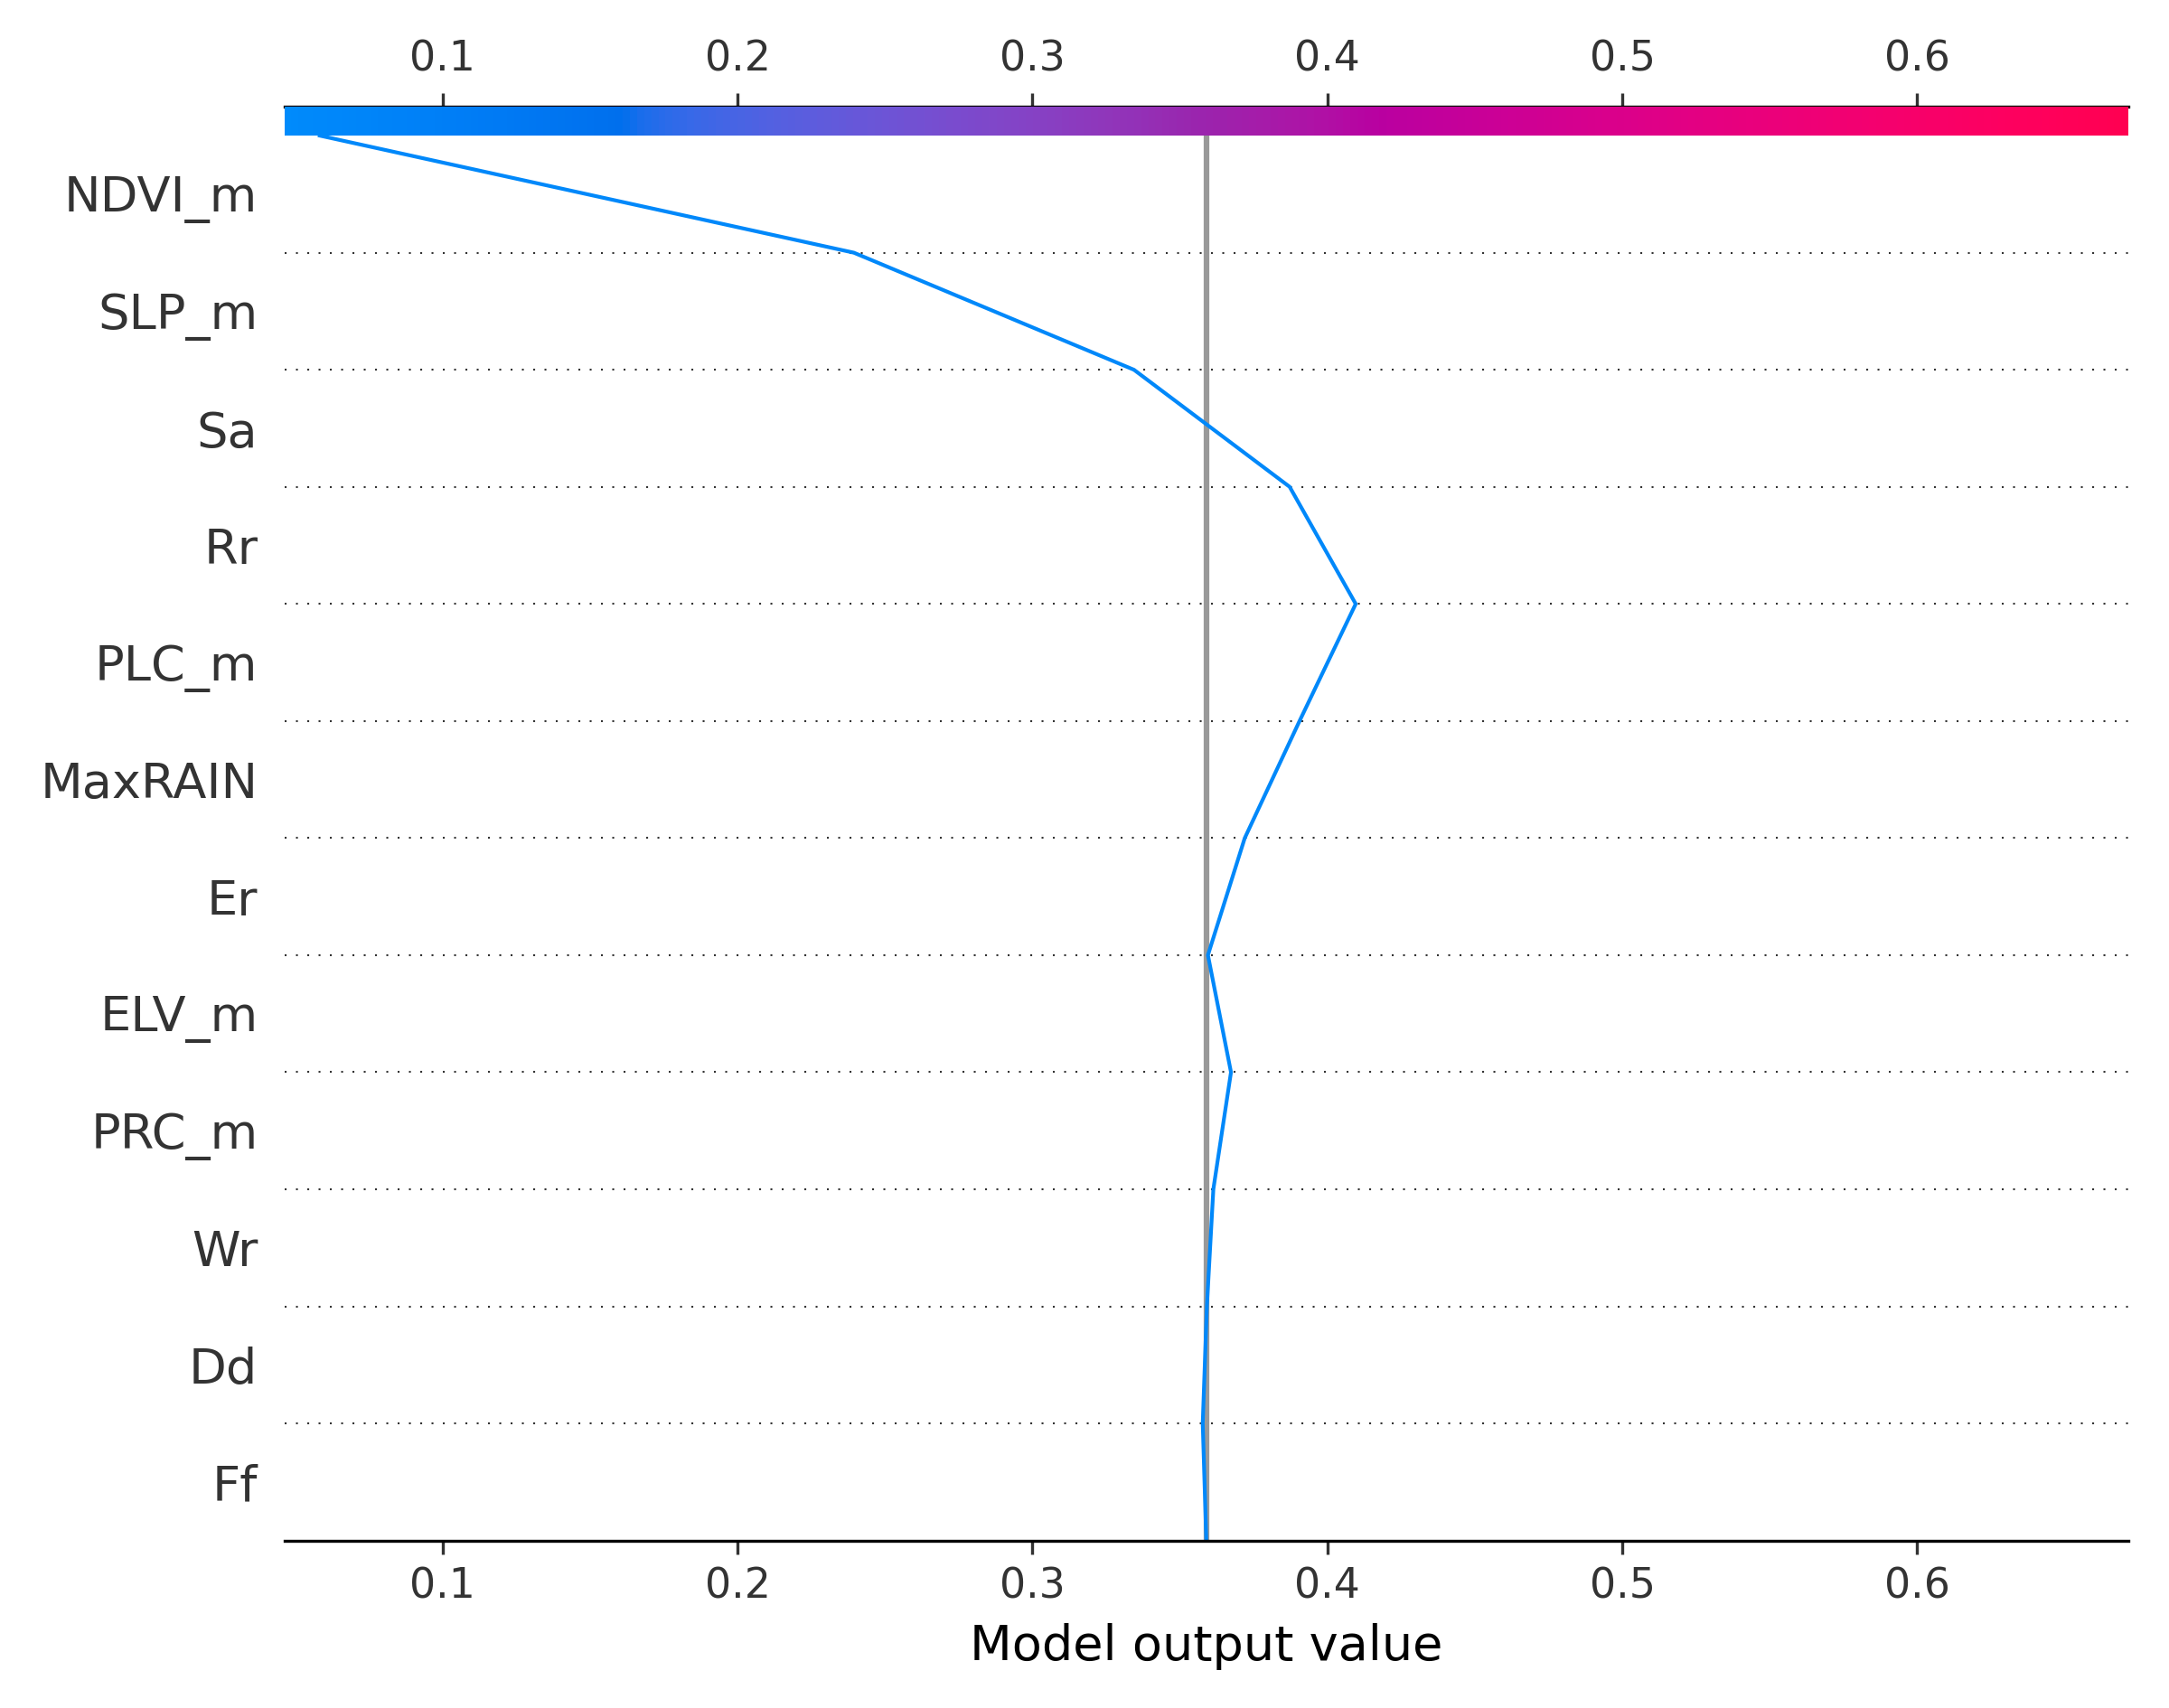 0.1 0.2 0.3 0.4 0.5 0.6
NDVI_m
SLP_m
Sa
Rr
PLC_m
MaxRAIN
Er
ELV_m
PRC_m
Wr
Dd
Ff
0.1 0.2 0.3 0.4 0.5 0.6
Model output value